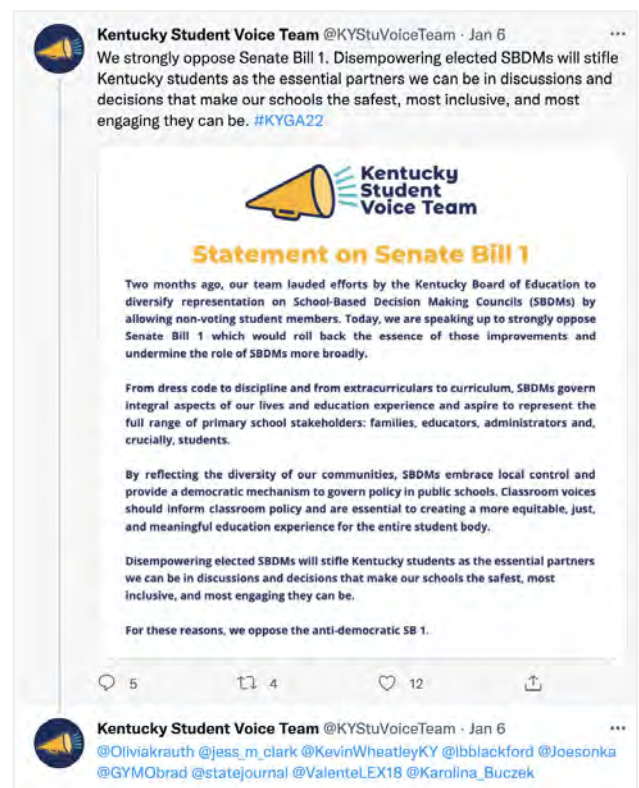 Kentucky Student Voice Team @KYStuVoiceTeam · Jan 6
We strongly oppose Senate Bill 1. Disempowering elected SBDMs will stifle
Kentucky students as the essential partners we can be in discussions and
decisions that make our schools the safest, most inclusive, and most
engaging they can be. #KYGA22
Kentucky
Student
Voice Team
Statement on Senate Bill 1
Two months ago, our team lauded efforts by the Kentucky Board of Education to
diversify representation on School-Based Decision Making Councils (SBDMs) by
allowing non-voting student members. Today, we are speaking up to strongly oppose
Senate Bill 1 which would roll back the essence of those improvements and
undermine the role of SBDMs more broadly.
From dress code to discipline and from extracurriculars to curriculum, SBDMs govern
integral aspects of our lives and education experience and aspire to represent the
full range of primary school stakeholders: families, educators, administrators and,
crucially, students.
By reflecting the diversity of our communities, SBDMs embrace local control and
provide a democratic mechanism to govern policy in public schools. Classroom voices
should inform classroom policy and are essential to creating a more equitable, just,
and meaningful education experience for the entire student body.
Disempowering elected SBDMs will stifle Kentucky students as the essential partners
we can be in discussions and decisions that make our schools the safest, most
inclusive, and most engaging they can be.
For these reasons, we oppose the anti-democratic SB 1.
5 4 12
Kentucky Student Voice Team @KYStuVoiceTeam · Jan 6
@Oliviakrauth @jess_m_clark @KevinWheatleyKY @lbblackford @Joesonka
@GYMObrad @statejournal @ValenteLEX18 @Karolina_Buczek